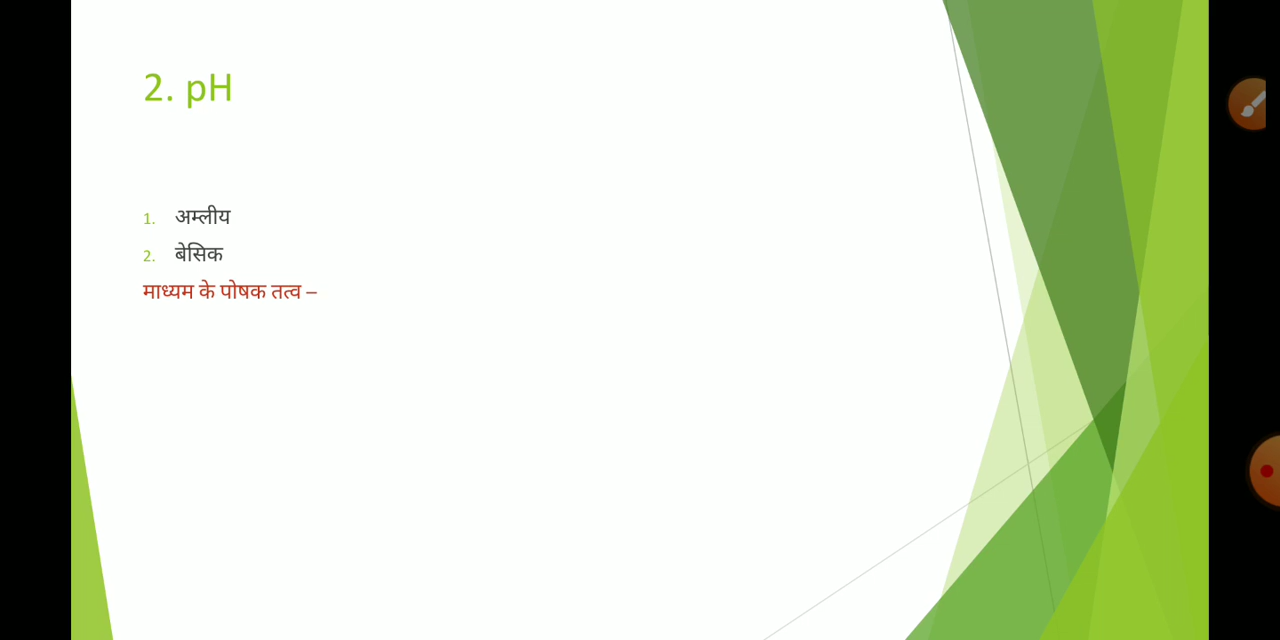 2. pH
1. अम्लीय
2. बेसिक
माध्यम के पोषक तत्व –